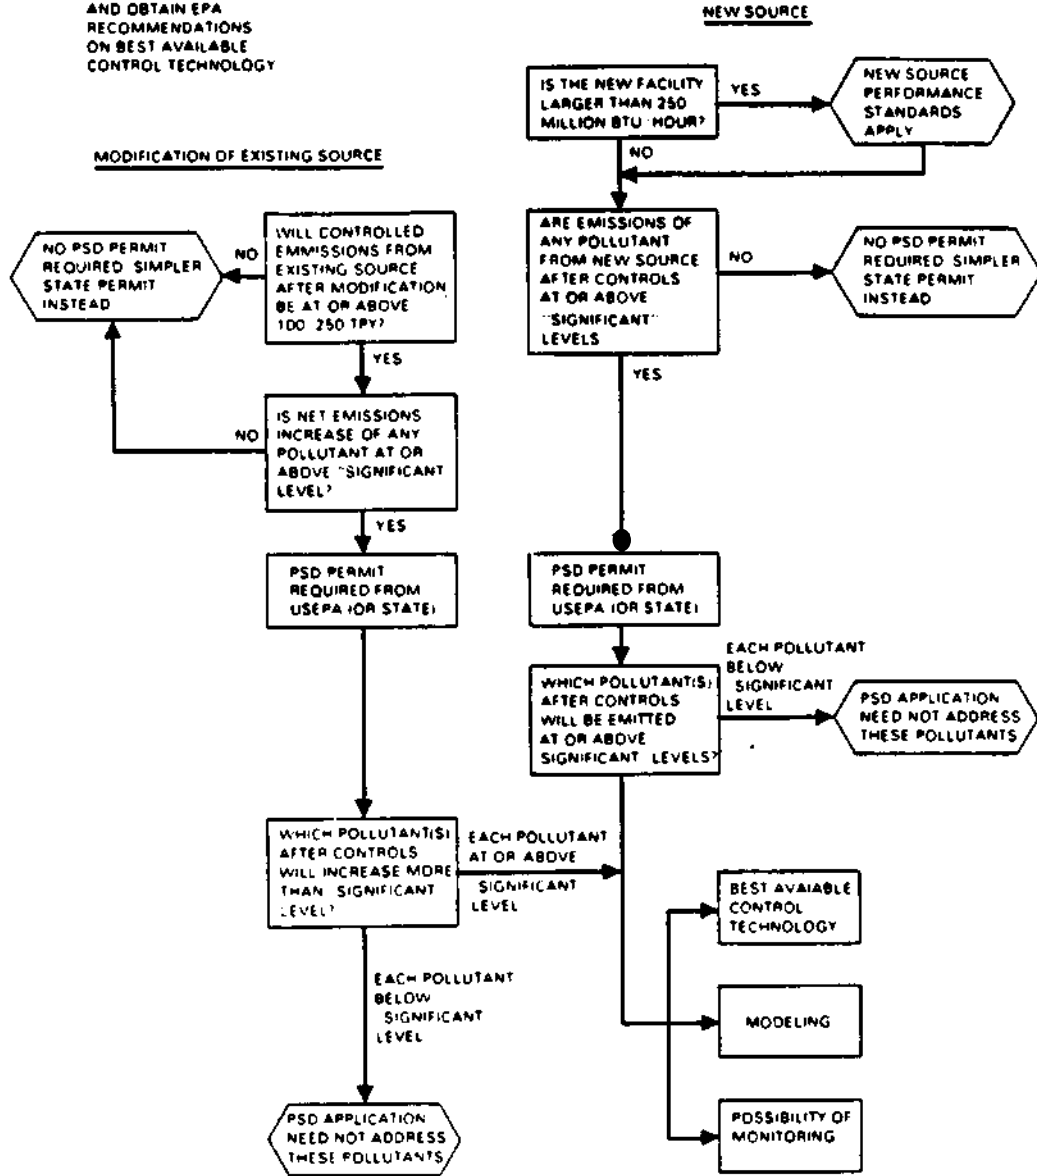 AND OBTAIN EPA
RECOMMENDATIONS
ON BEST AVAILABLE
CONTROL TECHNOLOGY
NEW SOURCE
IS THE NEW FACILITY
LARGER THAN 250
MILLION BTU HOUR?
YES
NEW SOURCE
PERFORMANCE
STANDARDS
APPLY
NO
MODIFICATION OF EXISTING SOURCE
NO PSD PERMIT
REQUIRED SIMPLER
STATE PERMIT
INSTEAD
NO
WILL CONTROLLED
EMMISSIONS FROM
EXISTING SOURCE
AFTER MODIFICATION
BE AT OR ABOVE
100 250 TPY?
YES
ARE EMISSIONS OF
ANY POLLUTANT
FROM NEW SOURCE
AFTER CONTROLS
AT OR ABOVE
"SIGNIFICANT"
LEVELS
NO
NO PSD PERMIT
REQUIRED SIMPLER
STATE PERMIT
INSTEAD
YES
NO
IS NET EMISSIONS
INCREASE OF ANY
POLLUTANT AT OR
ABOVE "SIGNIFICANT
LEVEL?
YES
PSD PERMIT
REQUIRED FROM
USEPA (OR STATE)
PSD PERMIT
REQUIRED FROM
USEPA (OR STATE)
WHICH POLLUTANT(S)
AFTER CONTROLS
WILL BE EMITTED
AT OR ABOVE
SIGNIFICANT LEVELS?
EACH POLLUTANT
BELOW
SIGNIFICANT
LEVEL
PSD APPLICATION
NEED NOT ADDRESS
THESE POLLUTANTS
WHICH POLLUTANT(S)
AFTER CONTROLS
WILL INCREASE MORE
THAN SIGNIFICANT
LEVEL?
EACH POLLUTANT
AT OR ABOVE
SIGNIFICANT
LEVEL
BEST AVAIABLE
CONTROL
TECHNOLOGY
EACH POLLUTANT
BELOW
SIGNIFICANT
LEVEL
MODELING
PSD APPLICATION
NEED NOT ADDRESS
THESE POLLUTANTS
POSSIBILITY OF
MONITORING